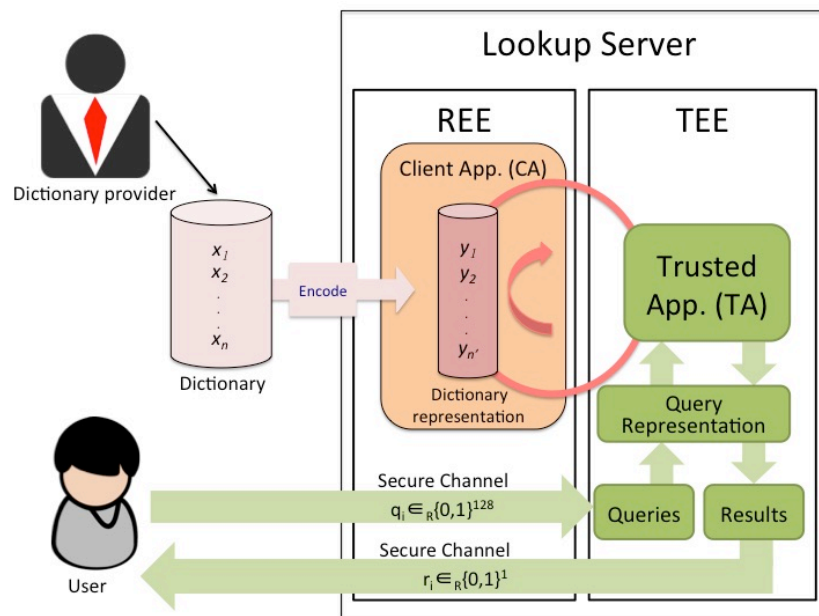 Lookup Server
REE
TEE
Dictionary provider
Client App. (CA)
x1
x2
.
.
.
xn
Dictionary
Encode
y1
y2
.
.
.
yn'
Dictionary
representation
Trusted
App. (TA)
Query
Representation
Queries
Results
Secure Channel
qi ∈R{0,1}128
Secure Channel
ri ∈R{0,1}1
User